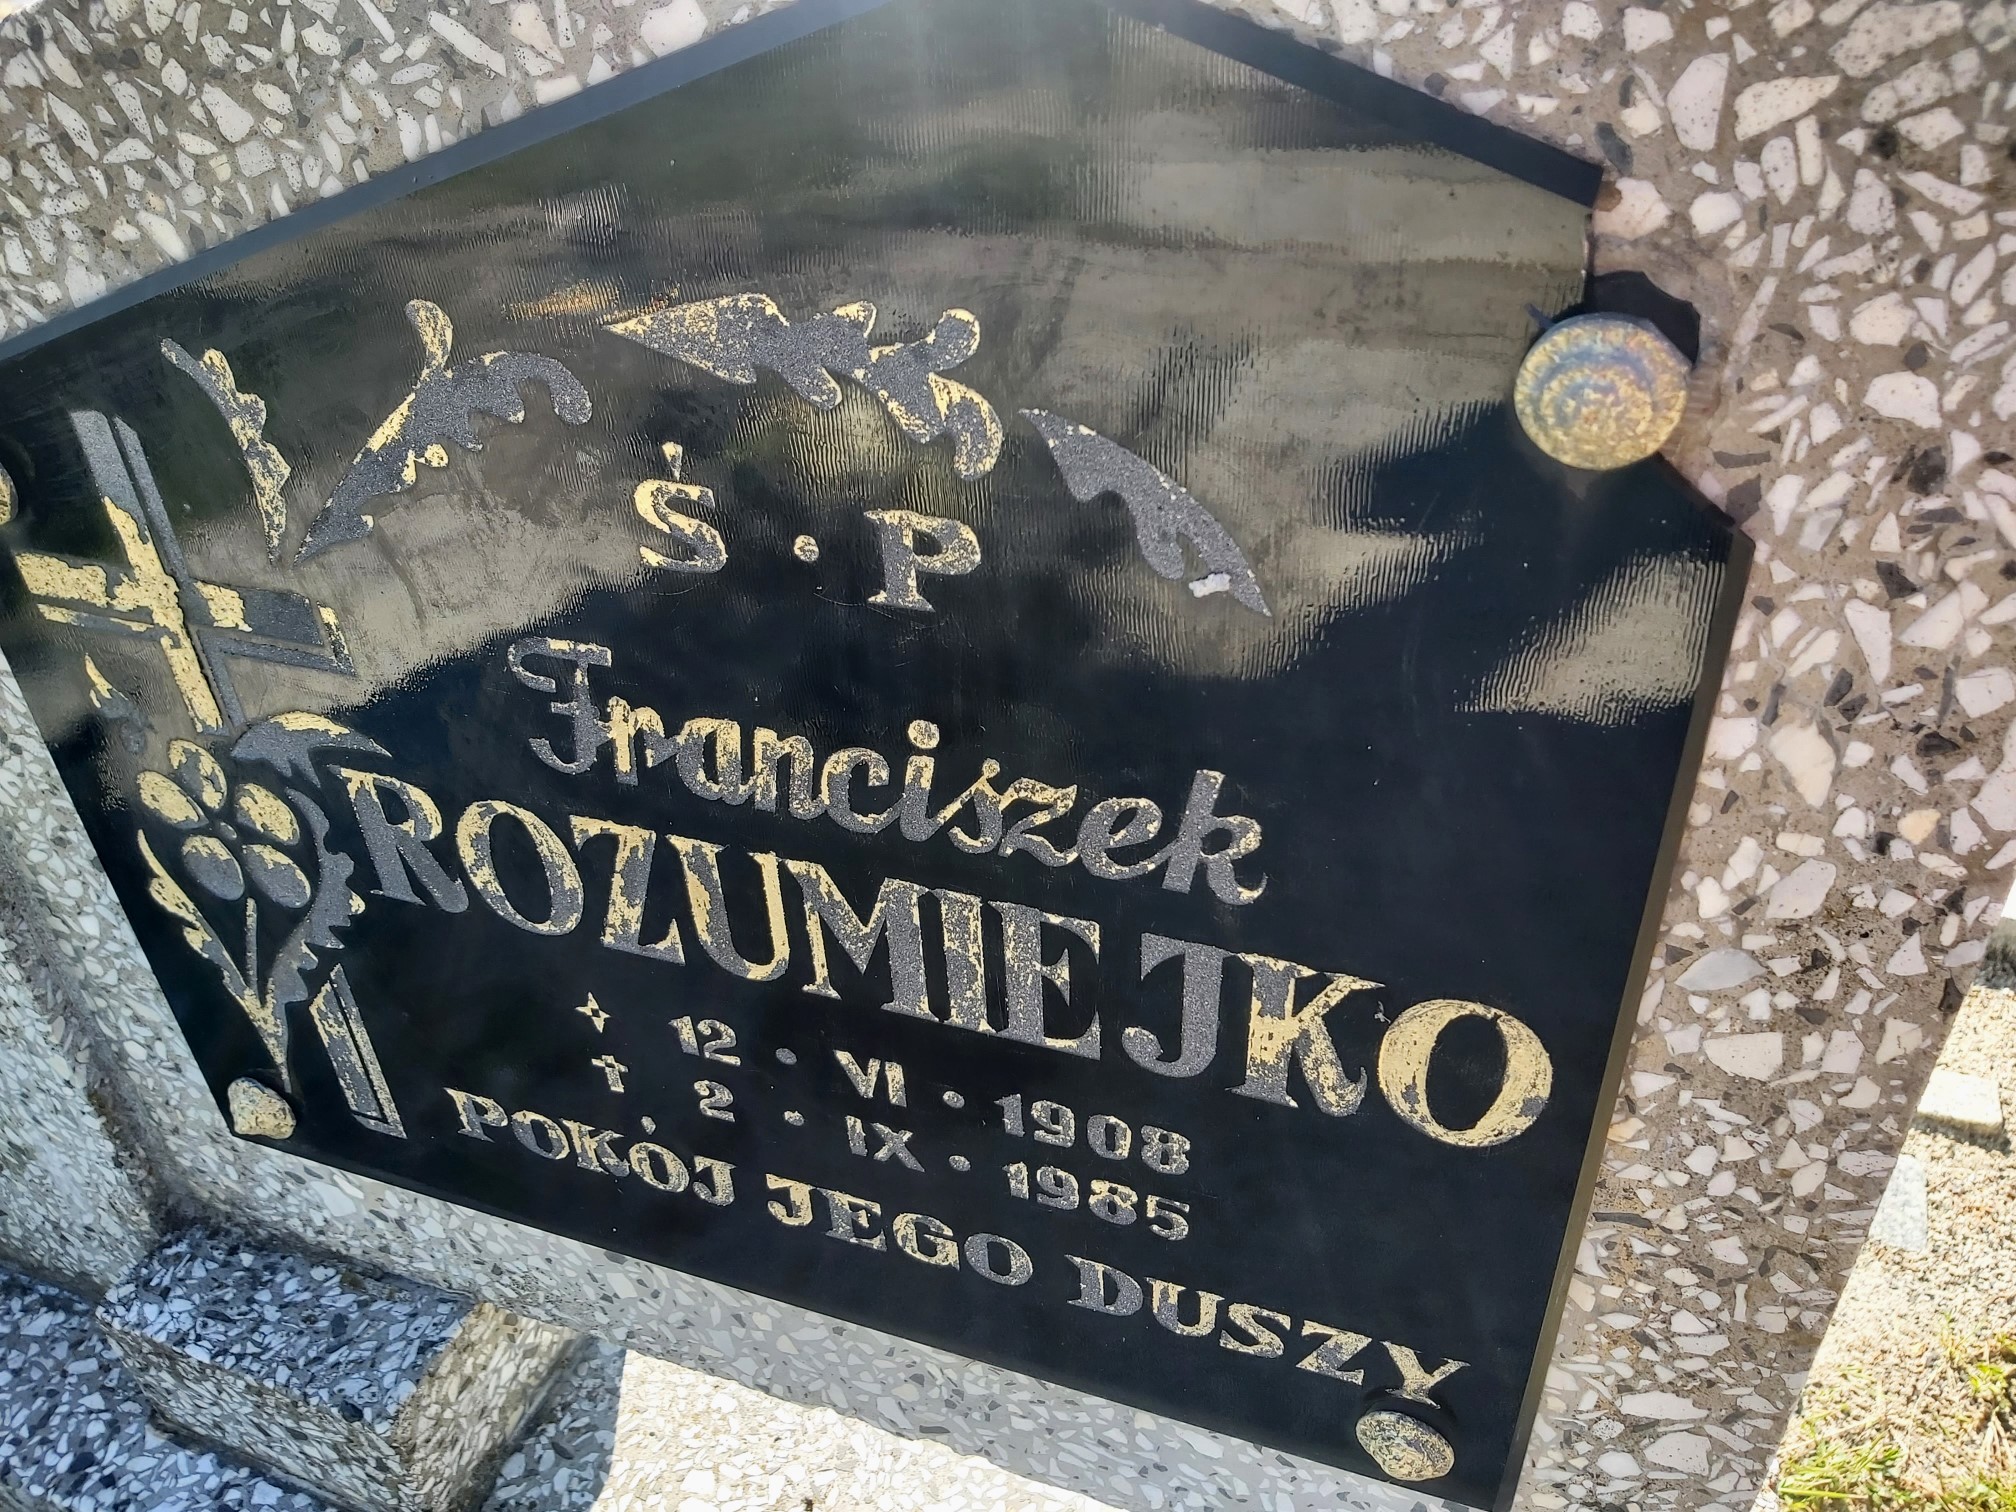 Ś · P
Franciszek
ROZUMIEJKO
✧ 12 · VI · 1908
† 2 · IX · 1985
POKÓJ JEGO DUSZY